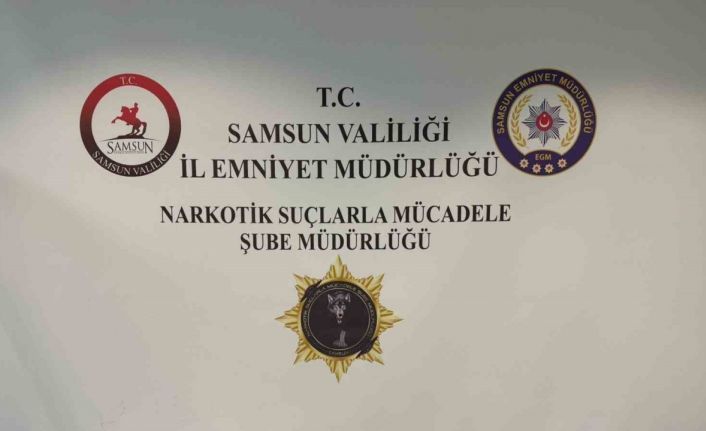 T.C.
SAMSUN VALİLİĞİ
İL EMNİYET MÜDÜRLÜĞÜ
NARKOTİK SUÇLARLA MÜCADELE
ŞUBE MÜDÜRLÜĞÜ
T.C.
SAMSUN
SAMSUN VALİLİĞİ
SAMSUN EMNİYET MÜDÜRLÜĞÜ
EGM